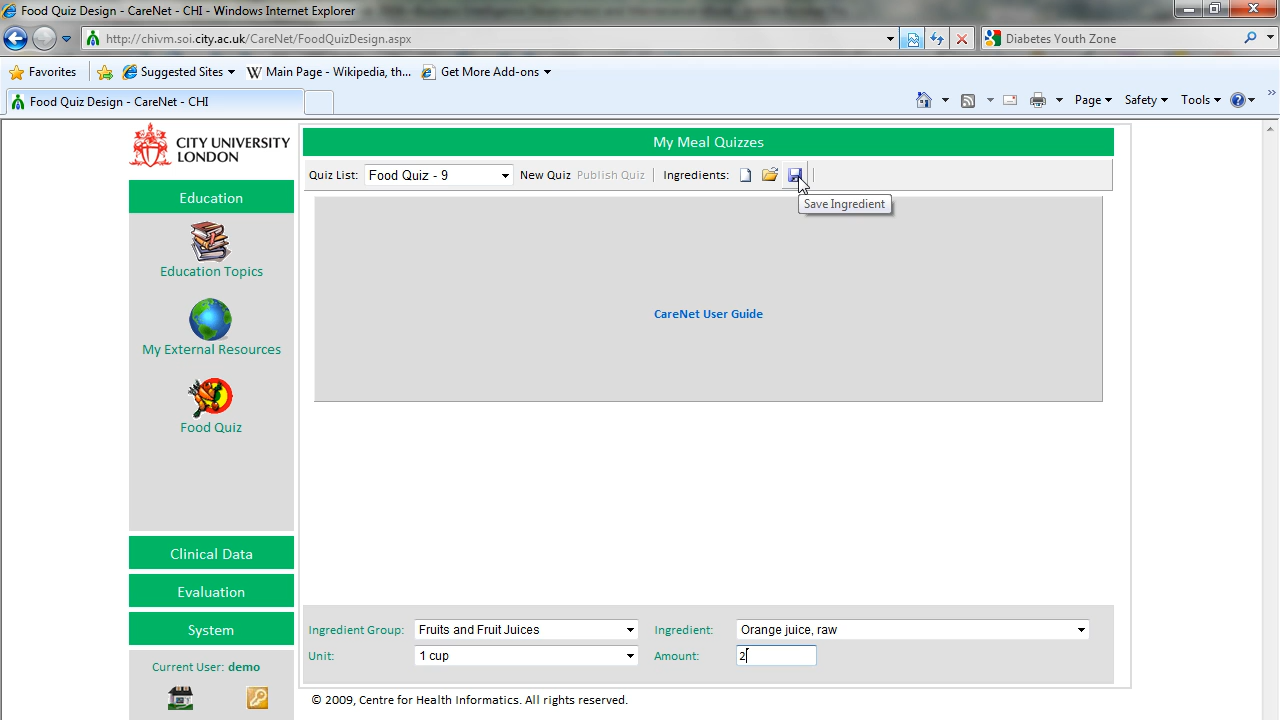 Food Quiz Design - CareNet - CHI - Windows Internet Explorer
http://chivm.soi.city.ac.uk/CareNet/FoodQuizDesign.aspx
Diabetes Youth Zone
Favorites
Suggested Sites
W Main Page - Wikipedia, th...
Get More Add-ons
Food Quiz Design - CareNet - CHI
Page
Safety
Tools
CITY UNIVERSITY
LONDON
My Meal Quizzes
Quiz List: Food Quiz - 9 New Quiz Publish Quiz Ingredients:
Save Ingredient
Education
Education Topics
My External Resources
Food Quiz
CareNet User Guide
Clinical Data
Evaluation
System
Current User: demo
Ingredient Group: Fruits and Fruit Juices Ingredient: Orange juice, raw
Unit: 1 cup Amount: 2
© 2009, Centre for Health Informatics. All rights reserved.